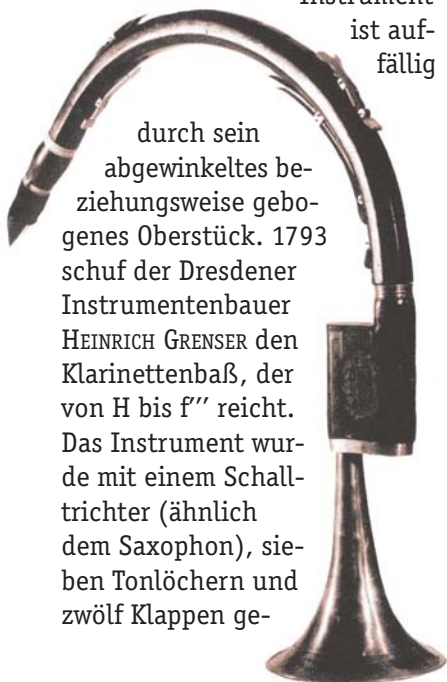 Instrument
ist auf-
fällig
durch sein
abgewinkeltes be-
ziehungsweise gebo-
genes Oberstück. 1793
schuf der Dresdener
Instrumentenbauer
HEINRICH GRENSER den
Klarinettenbaß, der
von H bis f’’’ reicht.
Das Instrument wur-
de mit einem Schall-
trichter (ähnlich
dem Saxophon), sie-
ben Tonlöchern und
zwölf Klappen ge-